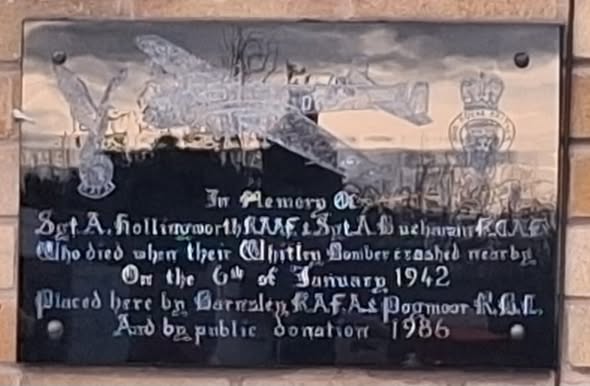 In Memory Of
Sgt. A. Hollingworth R.A.A.F. & Sgt. A. Buchanan R.C.A.F.
Who died when their Whitley Bomber crashed nearby
On the 6th of January 1942
Placed here by Barnsley R.A.F.A. & Pogmoor R.B.L.
And by public donation 1986